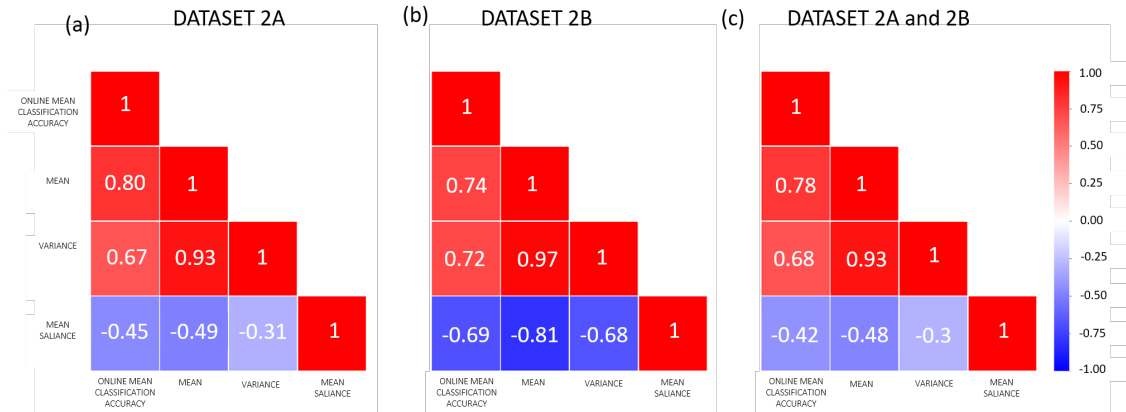 (a) DATASET 2A
(b) DATASET 2B
(c) DATASET 2A and 2B
ONLINE MEAN
CLASSIFICATION
ACCURACY
1
1
1
1.00
0.75
0.50
0.25
0.00
-0.25
-0.50
-0.75
-1.00
MEAN
0.80 1
0.74 1
0.78 1
VARIANCE
0.67 0.93 1
0.72 0.97 1
0.68 0.93 1
MEAN
SALIANCE
-0.45 -0.49 -0.31 1
-0.69 -0.81 -0.68 1
-0.42 -0.48 -0.3 1
ONLINE MEAN
CLASSIFICATION
ACCURACY
MEAN
VARIANCE
MEAN
SALIANCE
ONLINE MEAN
CLASSIFICATION
ACCURACY
MEAN
VARIANCE
MEAN
SALIANCE
ONLINE MEAN
CLASSIFICATION
ACCURACY
MEAN
VARIANCE
MEAN
SALIANCE